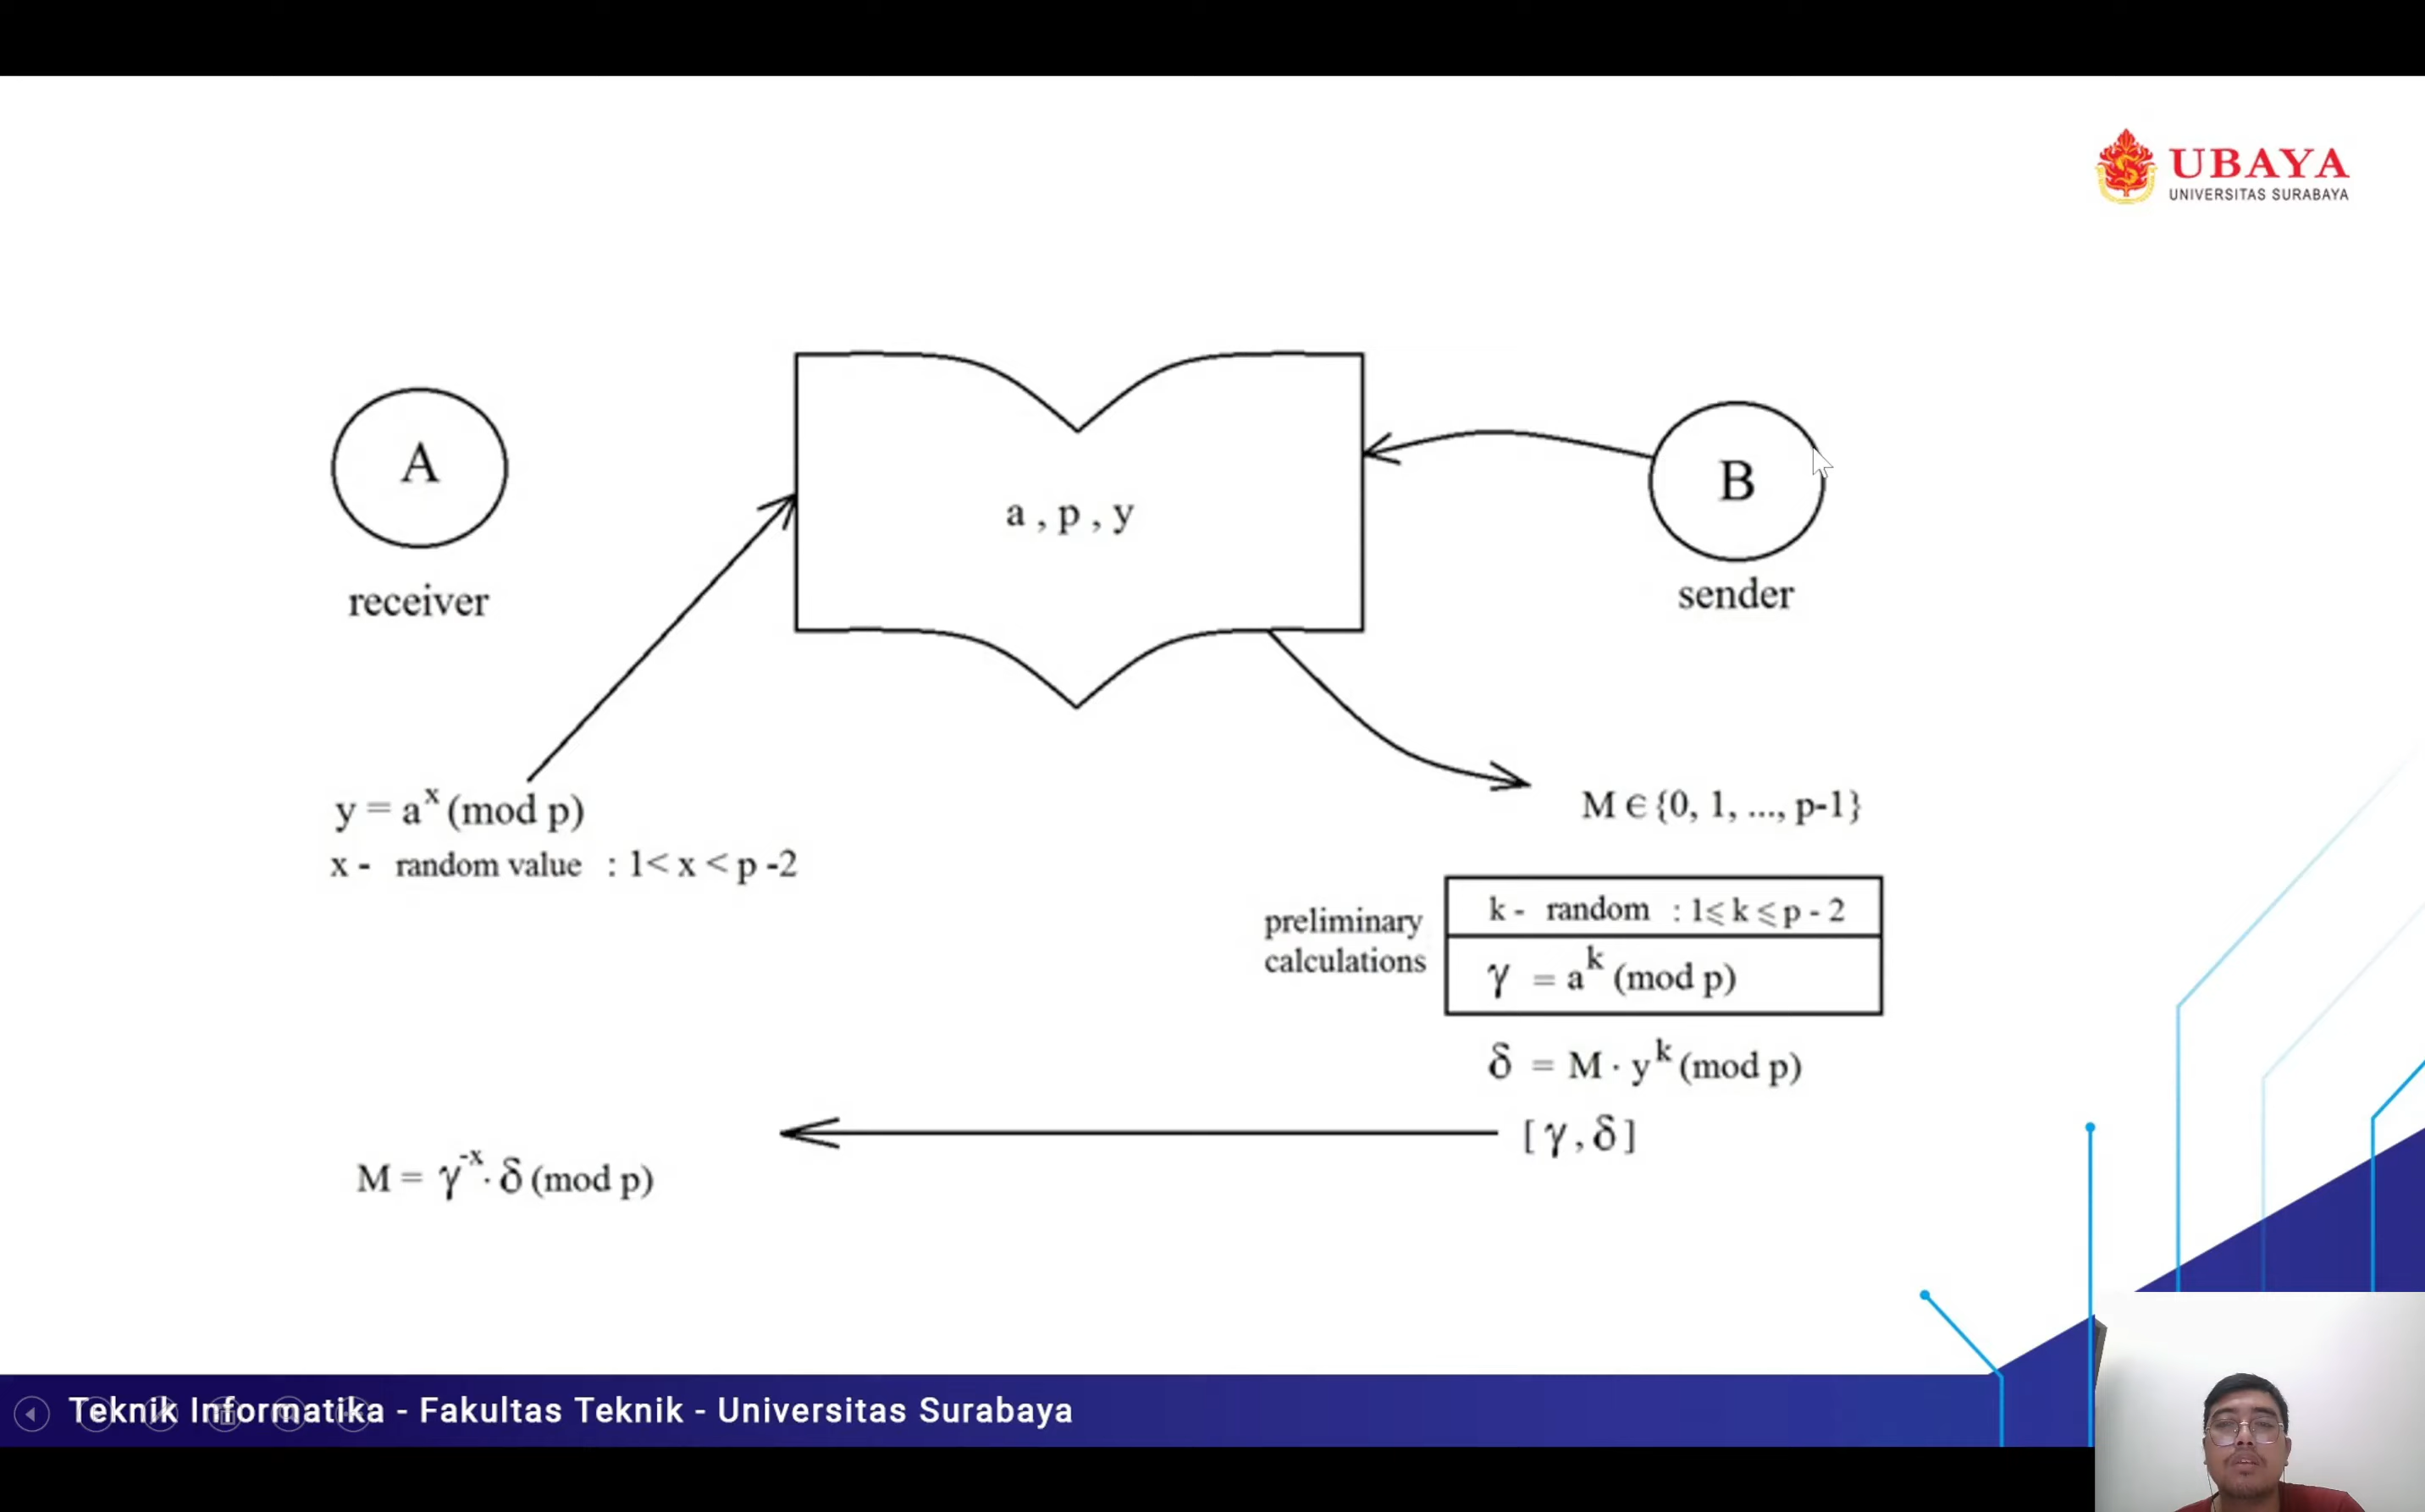 UBAYA
UNIVERSITAS SURABAYA
A
receiver
a , p , y
B
sender
y = a^x (mod p)
x - random value : 1 < x < p -2
M ∈ {0, 1, ..., p-1}
preliminary
calculations
k - random : 1 ⩽ k ⩽ p - 2
γ = a^k (mod p)
δ = M · y^k (mod p)
[ γ , δ ]
M = γ^-x · δ (mod p)
Teknik Informatika - Fakultas Teknik - Universitas Surabaya